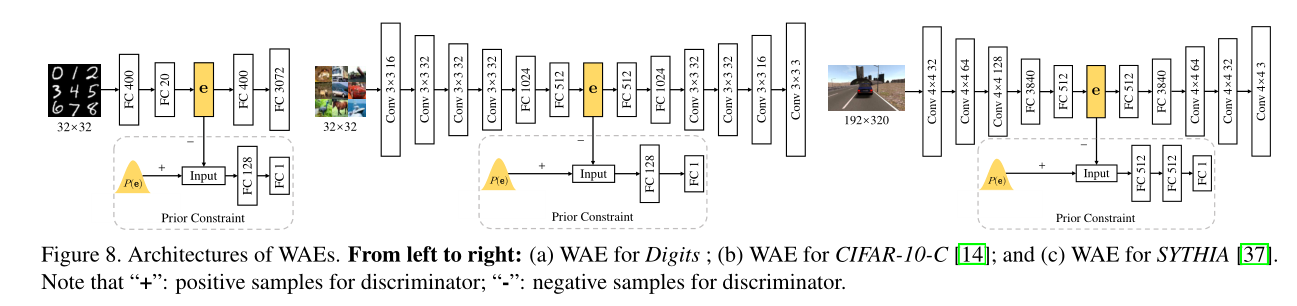 0 1 2
3 4 5
6 7 8
32×32
FC 400
FC 20
e
FC 400
FC 3072
−
+
P(e)
Input
FC 128
FC 1
Prior Constraint
32×32
Conv 3×3 16
Conv 3×3 32
Conv 3×3 32
Conv 3×3 32
FC 1024
FC 512
e
FC 512
FC 1024
Conv 3×3 32
Conv 3×3 32
Conv 3×3 16
Conv 3×3 3
−
+
P(e)
Input
FC 128
FC 1
Prior Constraint
192×320
Conv 4×4 32
Conv 4×4 64
Conv 4×4 128
FC 3840
FC 512
e
FC 512
FC 3840
Conv 4×4 64
Conv 4×4 32
Conv 4×4 3
−
+
P(e)
Input
FC 512
FC 512
FC 1
Prior Constraint
Figure 8. Architectures of WAEs. From left to right: (a) WAE for Digits ; (b) WAE for CIFAR-10-C [14]; and (c) WAE for SYTHIA [37].
Note that “+”: positive samples for discriminator; “-”: negative samples for discriminator.